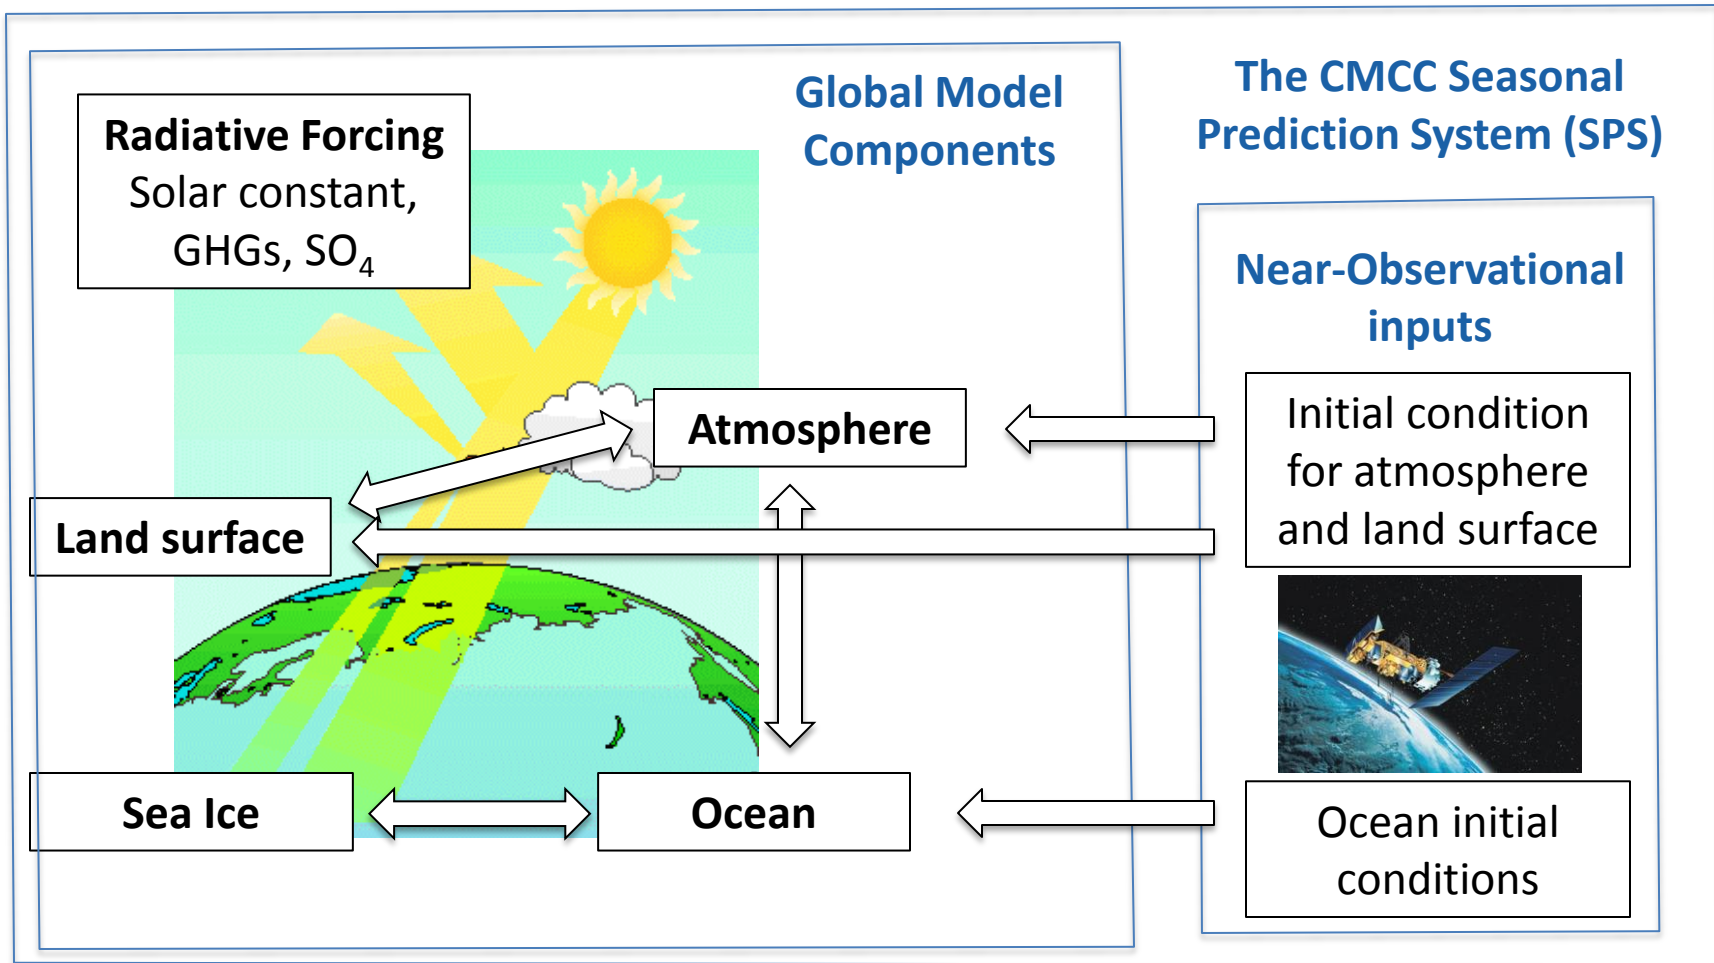 Global Model
Components
The CMCC Seasonal
Prediction System (SPS)
Radiative Forcing
Solar constant,
GHGs, SO₄
Near-Observational
inputs
Atmosphere
Initial condition
for atmosphere
and land surface
Land surface
Sea Ice
Ocean
Ocean initial
conditions